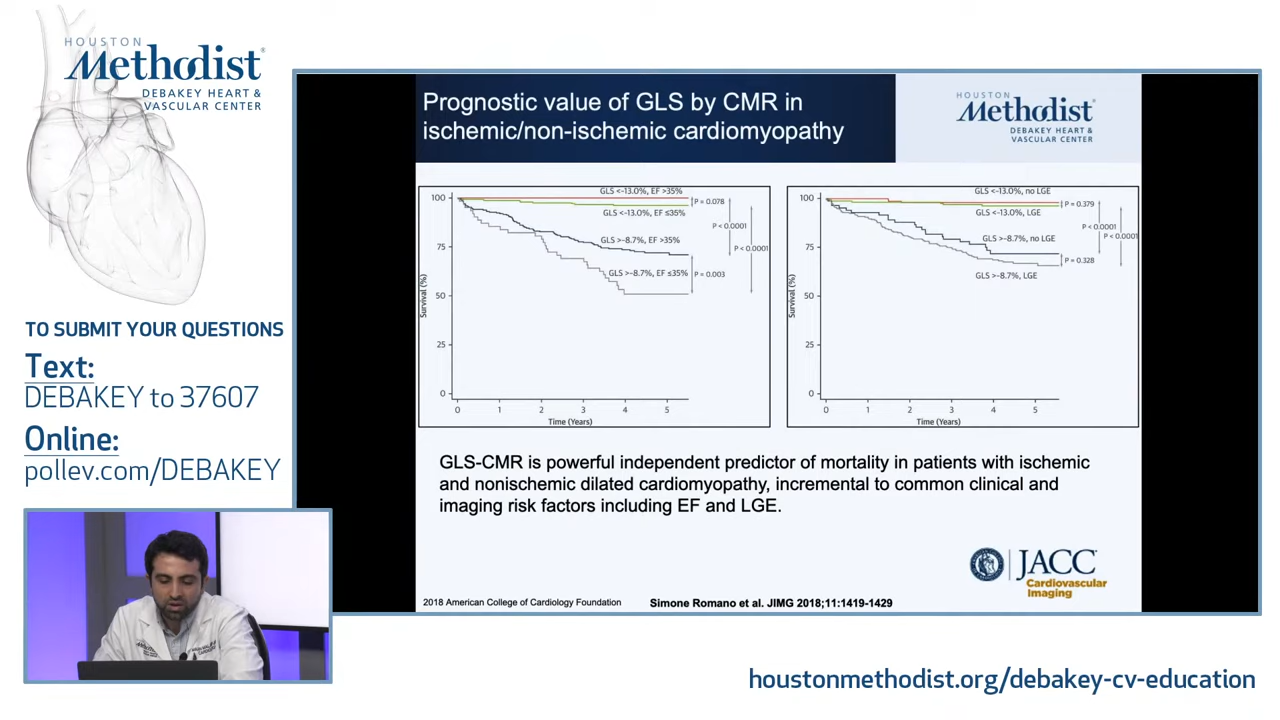 HOUSTON
Methodist®
DEBAKEY HEART &
VASCULAR CENTER
TO SUBMIT YOUR QUESTIONS
Text:
DEBAKEY to 37607
Online:
pollev.com/DEBAKEY
Prognostic value of GLS by CMR in
ischemic/non-ischemic cardiomyopathy
HOUSTON
Methodist®
DEBAKEY HEART &
VASCULAR CENTER
GLS <-13.0%, EF >35%
GLS <-13.0%, EF ≤35%
GLS >-8.7%, EF >35%
GLS >-8.7%, EF ≤35%
P = 0.078
P < 0.0001
P < 0.0001
P = 0.003
Survival (%)
100
75
50
25
0
0 1 2 3 4 5
Time (Years)
GLS <-13.0%, no LGE
GLS <-13.0%, LGE
GLS >-8.7%, no LGE
GLS >-8.7%, LGE
P = 0.379
P < 0.0001
P < 0.0001
P = 0.328
Survival (%)
100
75
50
25
0
0 1 2 3 4 5
Time (Years)
GLS-CMR is powerful independent predictor of mortality in patients with ischemic
and nonischemic dilated cardiomyopathy, incremental to common clinical and
imaging risk factors including EF and LGE.
JACC
Cardiovascular
Imaging
2018 American College of Cardiology Foundation
Simone Romano et al. JIMG 2018;11:1419-1429
houstonmethodist.org/debakey-cv-education